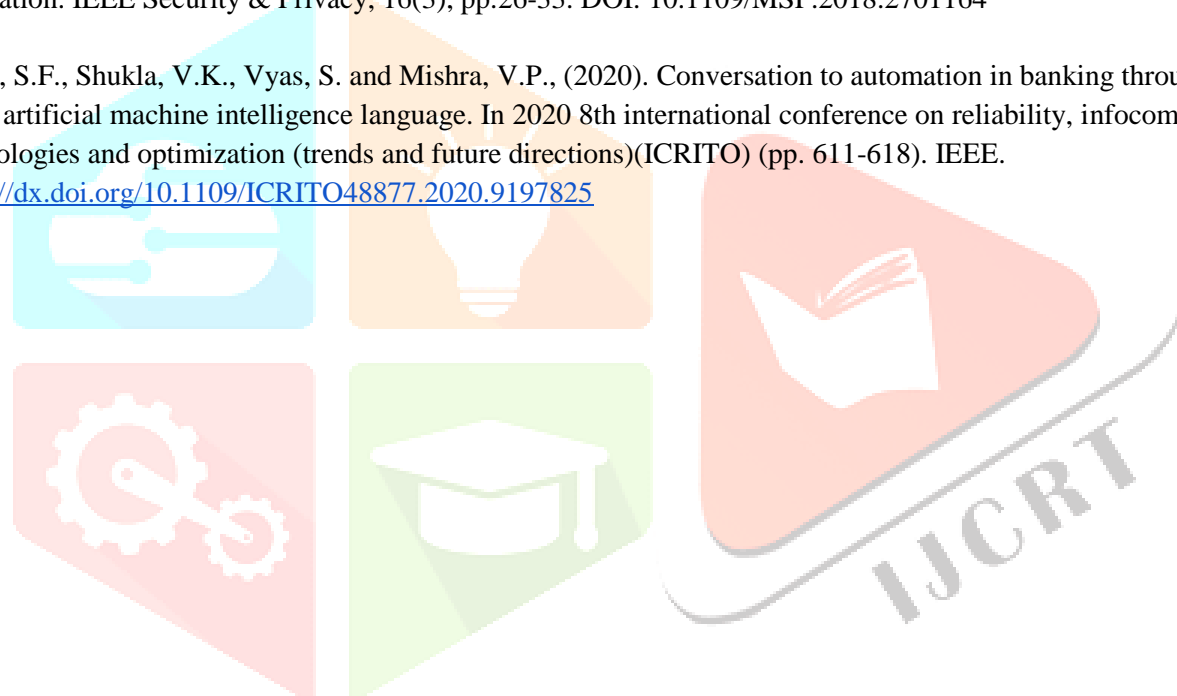 ation. IEEE Security & Privacy, 16(3), pp.26-33. DOI: 10.1109/MSP.2018.2701164
, S.F., Shukla, V.K., Vyas, S. and Mishra, V.P., (2020). Conversation to automation in banking throu
artificial machine intelligence language. In 2020 8th international conference on reliability, infocom
ologies and optimization (trends and future directions)(ICRITO) (pp. 611-618). IEEE.
//dx.doi.org/10.1109/ICRITO48877.2020.9197825
IJCRT